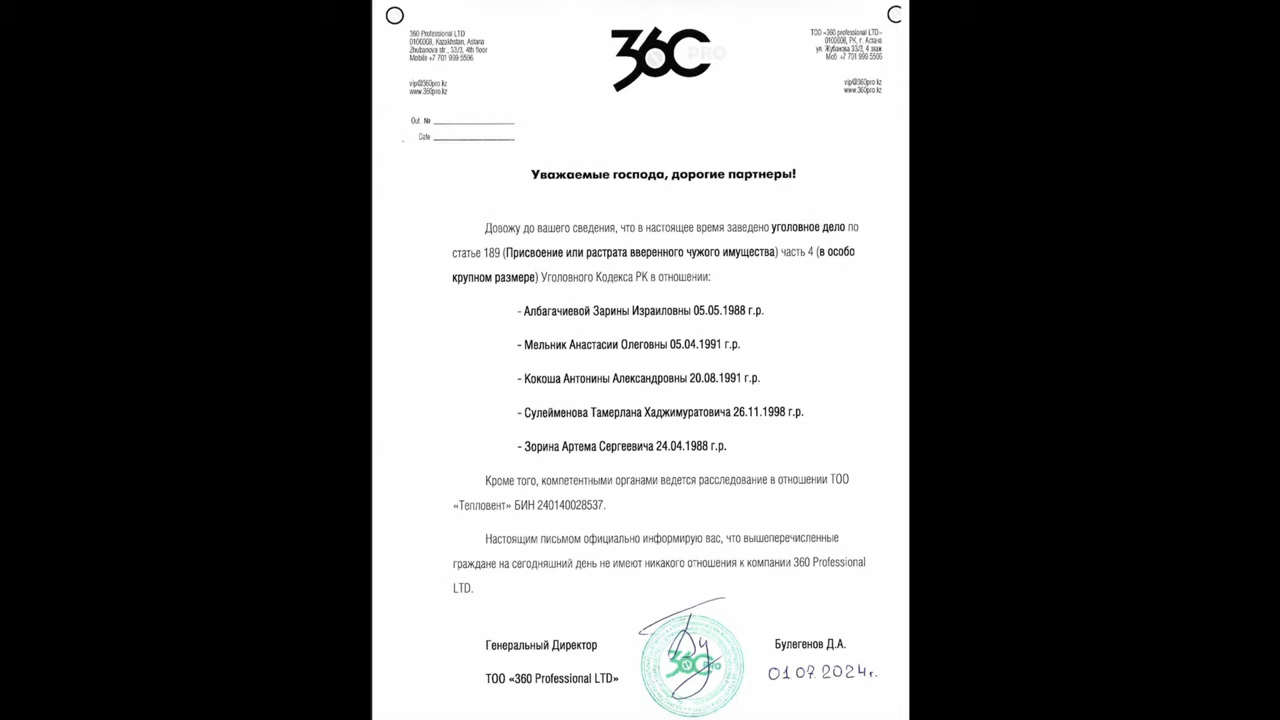 360 Professional LTD
0100008, Kazakhstan, Astana
Zhubanova str., 33/3, 4th floor
Mobile +7 701 999 5506
vip@360pro.kz
www.360pro.kz
360 PRO
ТОО «360 professional LTD»
0100008, РК, г. Астана
ул. Жубанова 33/3, 4 этаж
Моб. +7 701 999 5506
vip@360pro.kz
www.360pro.kz
Out. №
Date
Уважаемые господа, дорогие партнеры!
Довожу до вашего сведения, что в настоящее время заведено уголовное дело по
статье 189 (Присвоение или растрата вверенного чужого имущества) часть 4 (в особо
крупном размере) Уголовного Кодекса РК в отношении:
- Албагачиевой Зарины Израиловны 05.05.1988 г.р.
- Мельник Анастасии Олеговны 05.04.1991 г.р.
- Кокоша Антонины Александровны 20.08.1991 г.р.
- Сулейменова Тамерлана Хаджимуратовича 26.11.1998 г.р.
- Зорина Артема Сергеевича 24.04.1988 г.р.
Кроме того, компетентными органами ведется расследование в отношении ТОО
«Тепловент» БИН 240140028537.
Настоящим письмом официально информирую вас, что вышеперечисленные
граждане на сегодняшний день не имеют никакого отношения к компании 360 Professional
LTD.
Генеральный Директор
ТОО «360 Professional LTD»
360 PRO
Булегенов Д.А.
01.07.2024г.